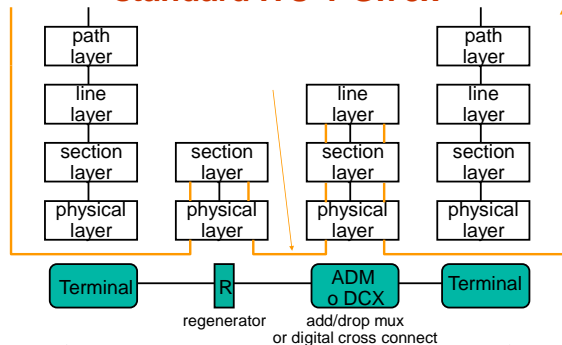 path
layer
path
layer
line
layer
line
layer
line
layer
section
layer
section
layer
section
layer
section
layer
physical
layer
physical
layer
physical
layer
physical
layer
Terminal
R
ADM
o DCX
Terminal
regenerator
add/drop mux
or digital cross connect